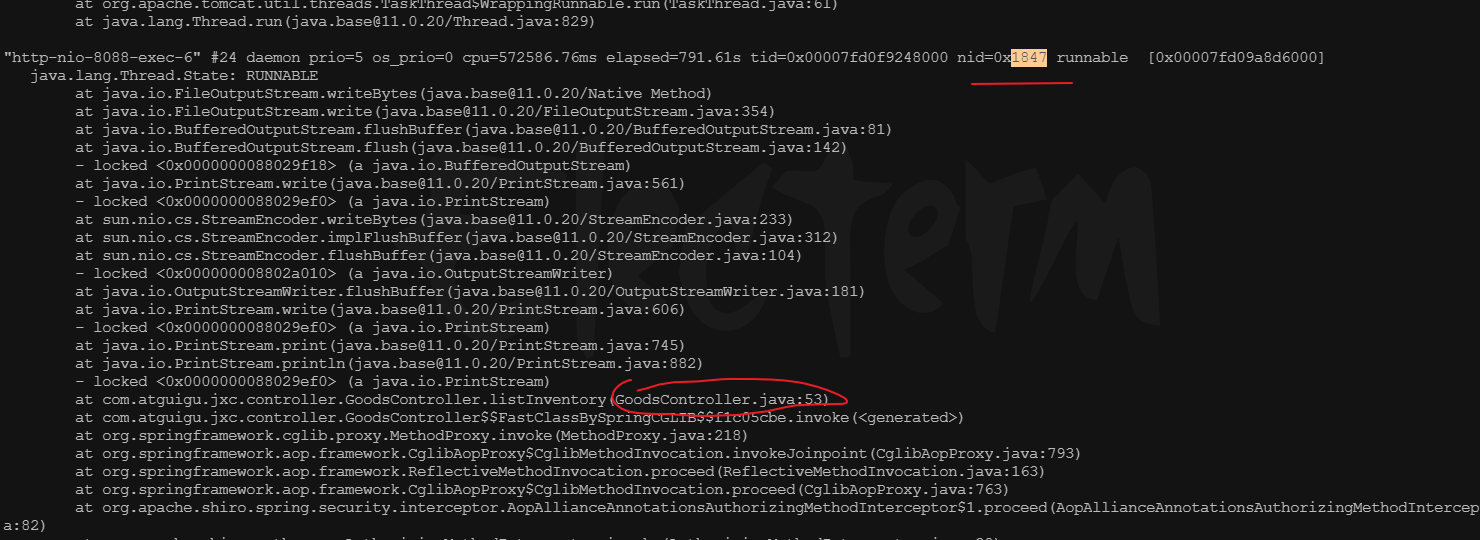 at org.apache.tomcat.util.threads.TaskThread$WrappingRunnable.run(TaskThread.java:61)
at java.lang.Thread.run(java.base@11.0.20/Thread.java:829)
"http-nio-8088-exec-6" #24 daemon prio=5 os_prio=0 cpu=572586.76ms elapsed=791.61s tid=0x00007fd0f9248000 nid=0x1847 runnable [0x00007fd09a8d6000]
java.lang.Thread.State: RUNNABLE
at java.io.FileOutputStream.writeBytes(java.base@11.0.20/Native Method)
at java.io.FileOutputStream.write(java.base@11.0.20/FileOutputStream.java:354)
at java.io.BufferedOutputStream.flushBuffer(java.base@11.0.20/BufferedOutputStream.java:81)
at java.io.BufferedOutputStream.flush(java.base@11.0.20/BufferedOutputStream.java:142)
- locked <0x0000000088029f18> (a java.io.BufferedOutputStream)
at java.io.PrintStream.write(java.base@11.0.20/PrintStream.java:561)
- locked <0x0000000088029ef0> (a java.io.PrintStream)
at sun.nio.cs.StreamEncoder.writeBytes(java.base@11.0.20/StreamEncoder.java:233)
at sun.nio.cs.StreamEncoder.implFlushBuffer(java.base@11.0.20/StreamEncoder.java:312)
at sun.nio.cs.StreamEncoder.flushBuffer(java.base@11.0.20/StreamEncoder.java:104)
- locked <0x000000008802a010> (a java.io.OutputStreamWriter)
at java.io.OutputStreamWriter.flushBuffer(java.base@11.0.20/OutputStreamWriter.java:181)
at java.io.PrintStream.write(java.base@11.0.20/PrintStream.java:606)
- locked <0x0000000088029ef0> (a java.io.PrintStream)
at java.io.PrintStream.print(java.base@11.0.20/PrintStream.java:745)
at java.io.PrintStream.println(java.base@11.0.20/PrintStream.java:882)
- locked <0x0000000088029ef0> (a java.io.PrintStream)
at com.atguigu.jxc.controller.GoodsController.listInventory(GoodsController.java:53)
at com.atguigu.jxc.controller.GoodsController$$FastClassBySpringCGLIB$$f1c05cbe.invoke(<generated>)
at org.springframework.cglib.proxy.MethodProxy.invoke(MethodProxy.java:218)
at org.springframework.aop.framework.CglibAopProxy$CglibMethodInvocation.invokeJoinpoint(CglibAopProxy.java:793)
at org.springframework.aop.framework.ReflectiveMethodInvocation.proceed(ReflectiveMethodInvocation.java:163)
at org.springframework.aop.framework.CglibAopProxy$CglibMethodInvocation.proceed(CglibAopProxy.java:763)
at org.apache.shiro.spring.security.interceptor.AopAllianceAnnotationsAuthorizingMethodInterceptor$1.proceed(AopAllianceAnnotationsAuthorizingMethodIntercep
a:82)